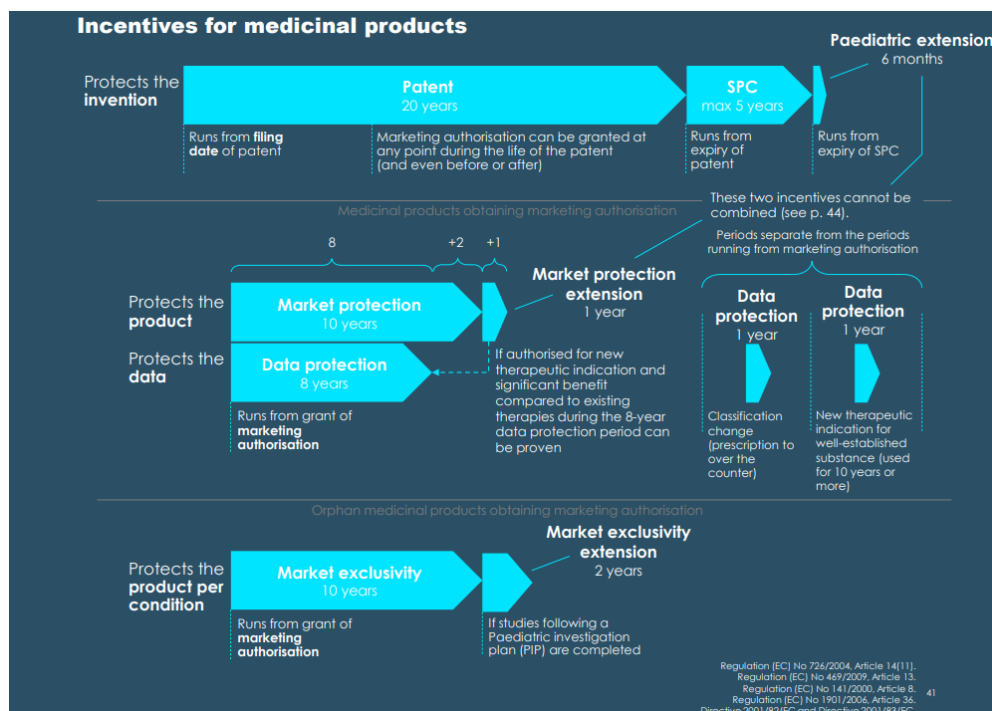 Incentives for medicinal products
Paediatric extension
6 months
Protects the
invention
Patent
20 years
SPC
max 5 years
Runs from filing
date of patent
Marketing authorisation can be granted at
any point during the life of the patent
(and even before or after)
Runs from
expiry of
patent
Runs from
expiry of SPC
These two incentives cannot be
combined (see p. 44).
Medicinal products obtaining marketing authorisation
Periods separate from the periods
running from marketing authorisation
8
+2
+1
Market protection
extension
1 year
Protects the
product
Market protection
10 years
Protects the
data
Data protection
8 years
Runs from grant of
marketing
authorisation
If authorised for new
therapeutic indication and
significant benefit
compared to existing
therapies during the 8-year
data protection period can
be proven
Data
protection
1 year
Classification
change
(prescription to
over the
counter)
Data
protection
1 year
New therapeutic
indication for
well-established
substance (used
for 10 years or
more)
Orphan medicinal products obtaining marketing authorisation
Market exclusivity
extension
2 years
Protects the
product per
condition
Market exclusivity
10 years
Runs from grant of
marketing
authorisation
If studies following a
Paediatric investigation
plan (PIP) are completed
Regulation (EC) No 726/2004, Article 14(11).
Regulation (EC) No 469/2009, Article 13.
Regulation (EC) No 141/2000, Article 8.
Regulation (EC) No 1901/2006, Article 36.
Directive 2001/82/EC and Directive 2001/83/EC.
41